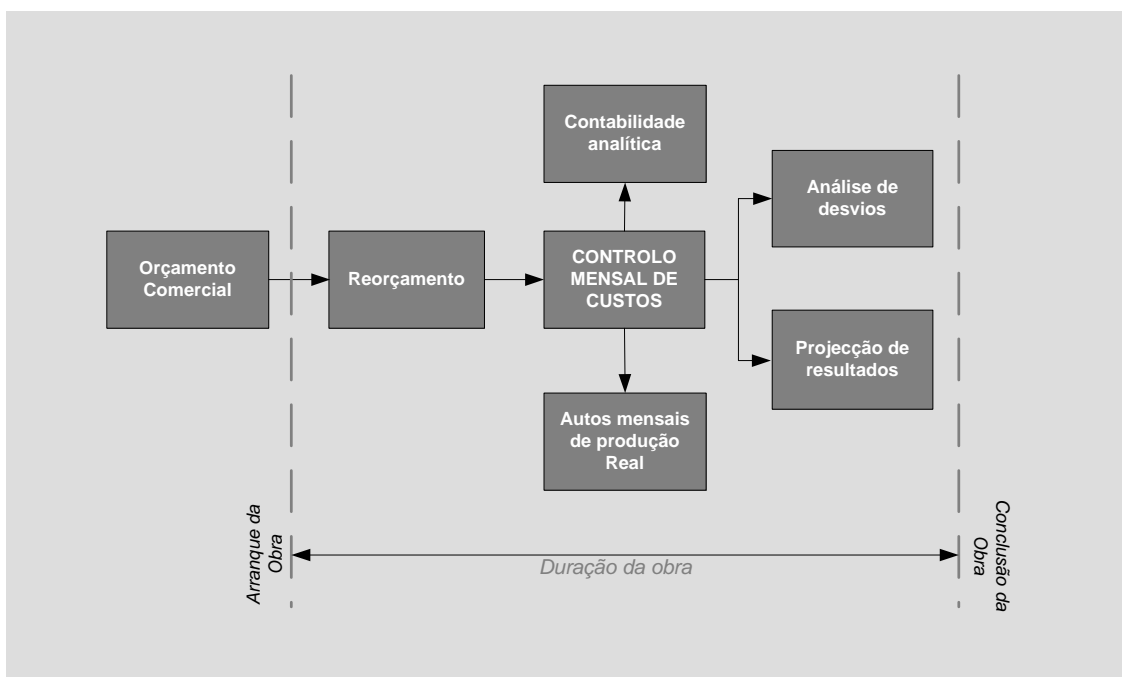 Contabilidade
analítica
Análise de
desvios
Orçamento
Comercial
Reorçamento
CONTROLO
MENSAL DE
CUSTOS
Projecção de
resultados
Autos mensais
de produção
Real
Arranque da
Obra
Duração da obra
Conclusão da
Obra